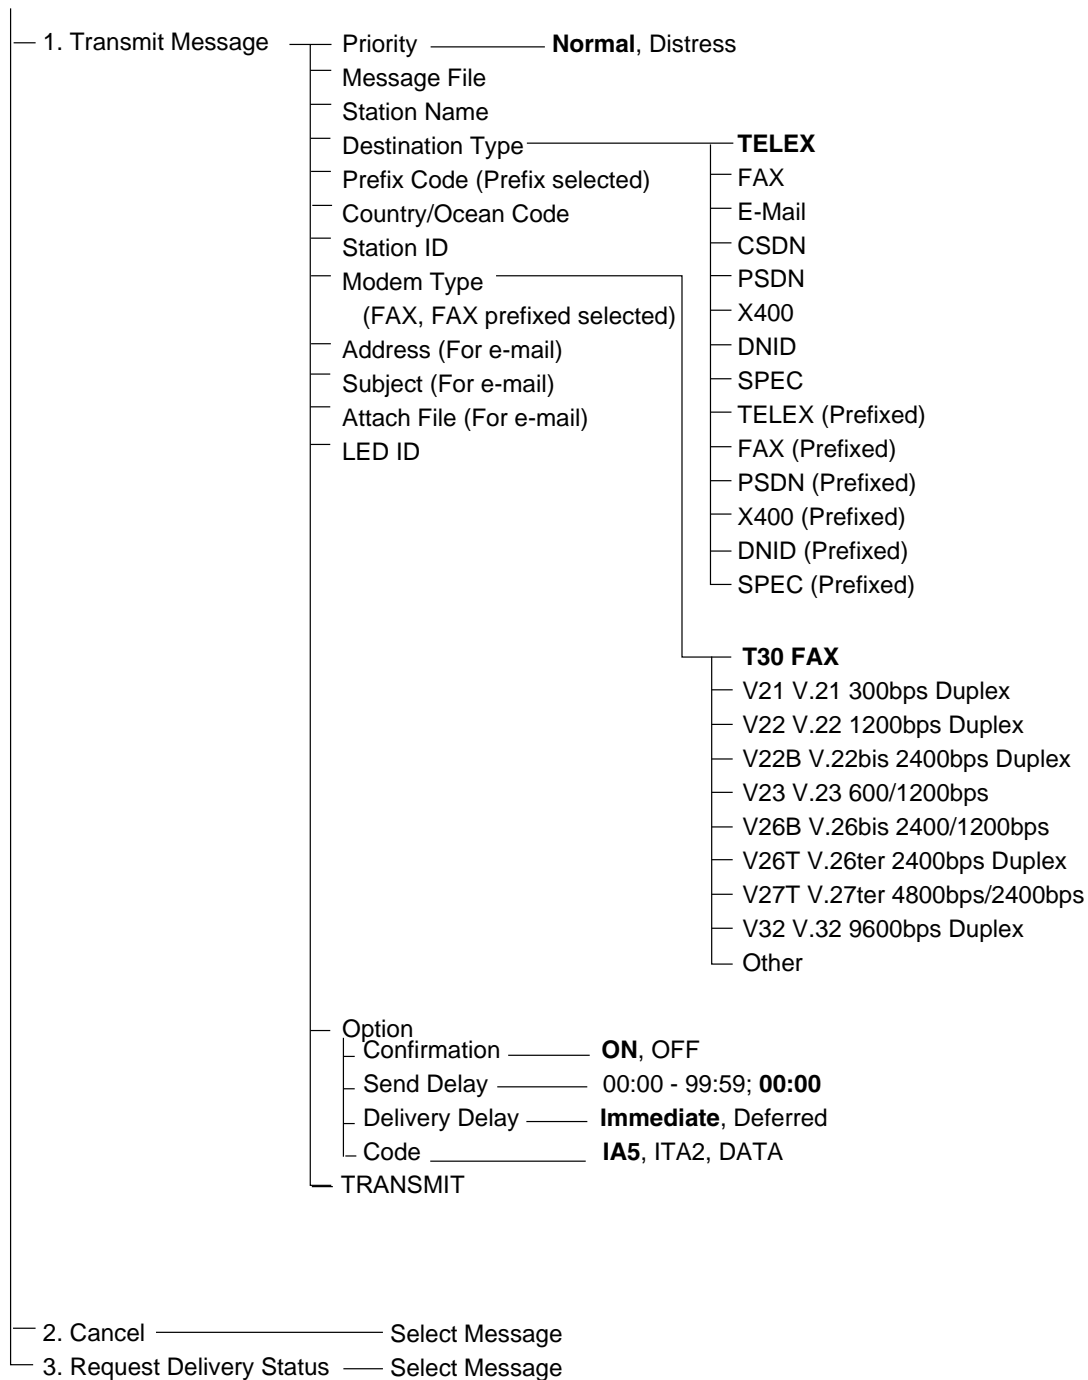 1. Transmit Message
Priority
Normal, Distress
Message File
Station Name
Destination Type
Prefix Code (Prefix selected)
Country/Ocean Code
Station ID
Modem Type
(FAX, FAX prefixed selected)
Address (For e-mail)
Subject (For e-mail)
Attach File (For e-mail)
LED ID
TELEX
FAX
E-Mail
CSDN
PSDN
X400
DNID
SPEC
TELEX (Prefixed)
FAX (Prefixed)
PSDN (Prefixed)
X400 (Prefixed)
DNID (Prefixed)
SPEC (Prefixed)
T30 FAX
V21 V.21 300bps Duplex
V22 V.22 1200bps Duplex
V22B V.22bis 2400bps Duplex
V23 V.23 600/1200bps
V26B V.26bis 2400/1200bps
V26T V.26ter 2400bps Duplex
V27T V.27ter 4800bps/2400bps
V32 V.32 9600bps Duplex
Other
Option
Confirmation
ON, OFF
Send Delay
00:00 - 99:59; 00:00
Delivery Delay
Immediate, Deferred
Code
IA5, ITA2, DATA
TRANSMIT
2. Cancel
Select Message
3. Request Delivery Status
Select Message